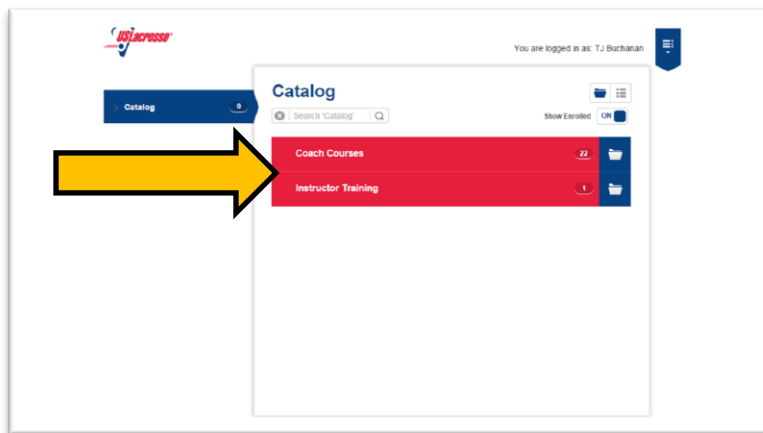 USLacrosse
You are logged in as: TJ Buchanan
Catalog 0
Catalog
Search 'Catalog'
Show Enrolled ON
Coach Courses 22
Instructor Training 1